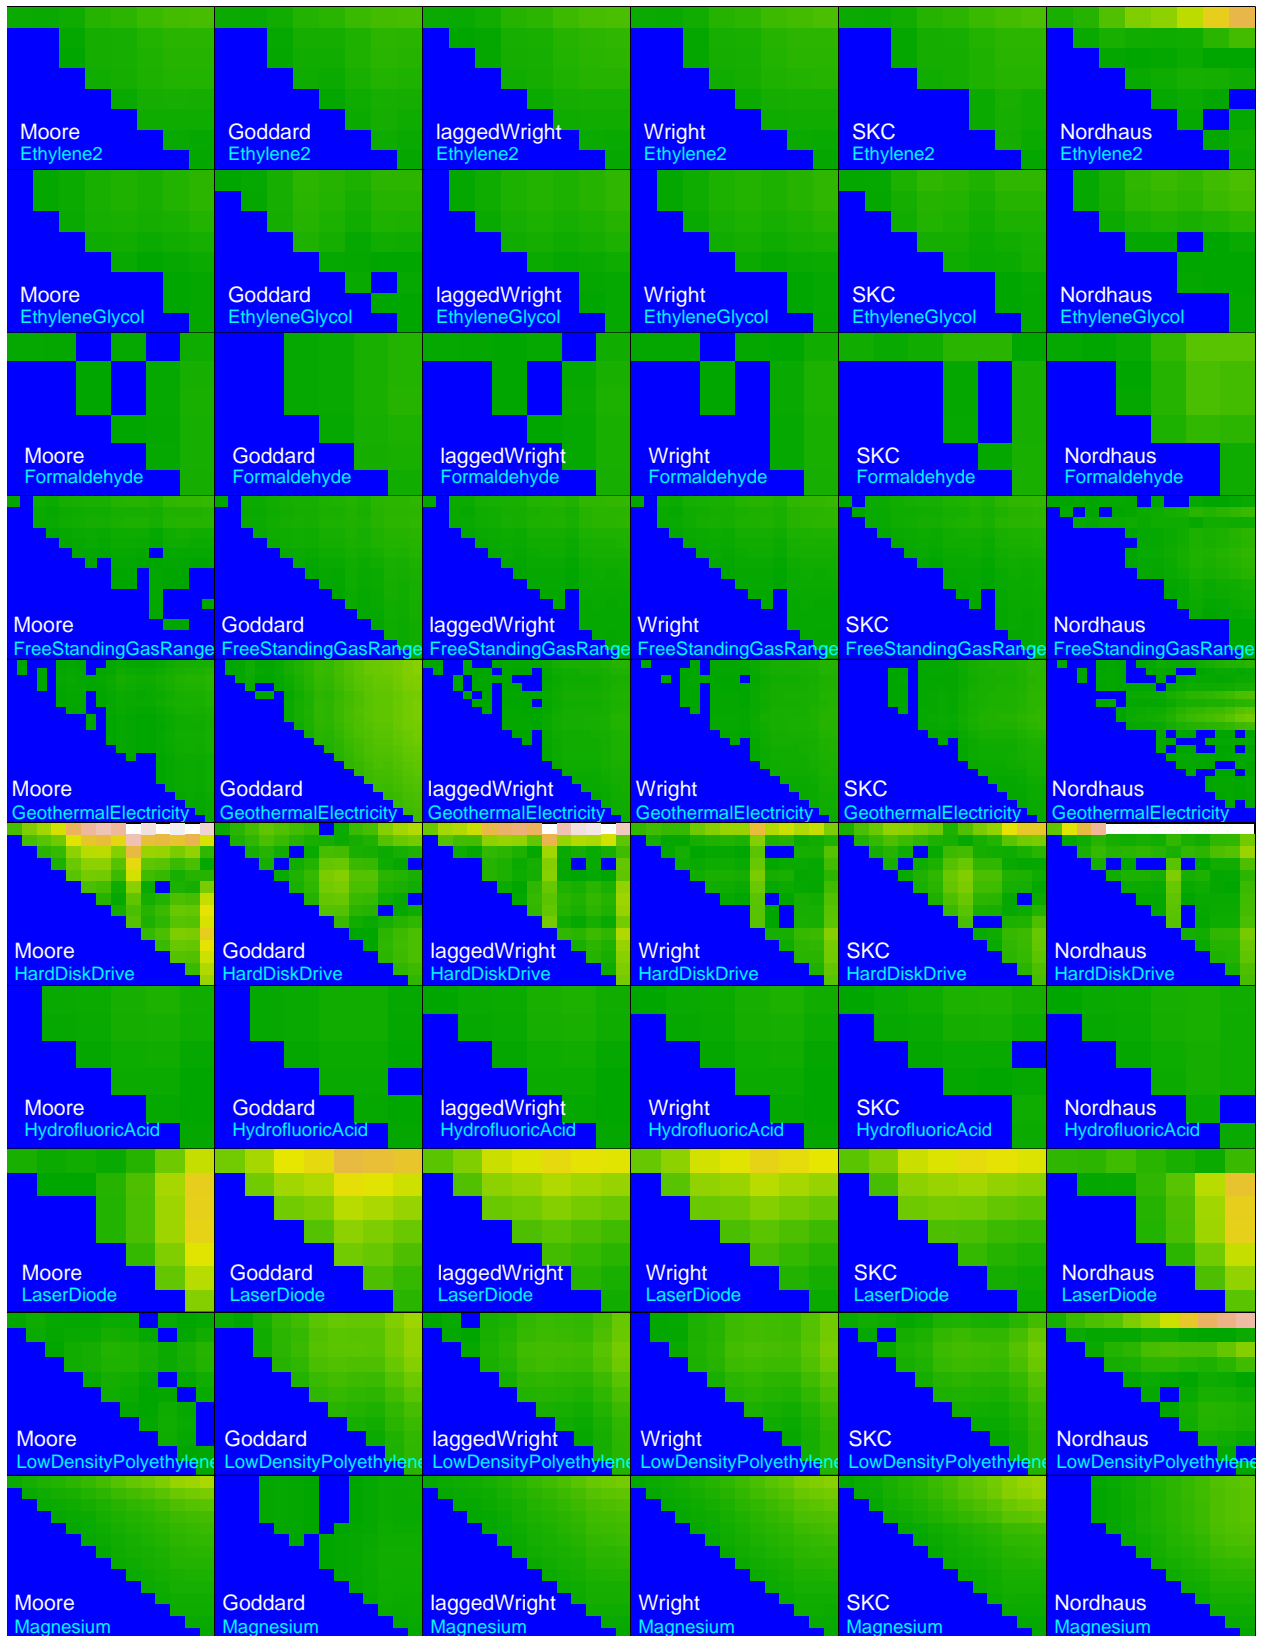 Moore Goddard laggedWright Wright SKC Nordhaus
Ethylene2 Ethylene2 Ethylene2 Ethylene2 Ethylene2 Ethylene2
Moore Goddard laggedWright Wright SKC Nordhaus
EthyleneGlycol EthyleneGlycol EthyleneGlycol EthyleneGlycol EthyleneGlycol EthyleneGlycol
Moore Goddard laggedWright Wright SKC Nordhaus
Formaldehyde Formaldehyde Formaldehyde Formaldehyde Formaldehyde Formaldehyde
Moore Goddard laggedWright Wright SKC Nordhaus
FreeStandingGasRange FreeStandingGasRange FreeStandingGasRange FreeStandingGasRange FreeStandingGasRange FreeStandingGasRange
Moore Goddard laggedWright Wright SKC Nordhaus
GeothermalElectricity GeothermalElectricity GeothermalElectricity GeothermalElectricity GeothermalElectricity GeothermalElectricity
Moore Goddard laggedWright Wright SKC Nordhaus
HardDiskDrive HardDiskDrive HardDiskDrive HardDiskDrive HardDiskDrive HardDiskDrive
Moore Goddard laggedWright Wright SKC Nordhaus
HydrofluoricAcid HydrofluoricAcid HydrofluoricAcid HydrofluoricAcid HydrofluoricAcid HydrofluoricAcid
Moore Goddard laggedWright Wright SKC Nordhaus
LaserDiode LaserDiode LaserDiode LaserDiode LaserDiode LaserDiode
Moore Goddard laggedWright Wright SKC Nordhaus
LowDensityPolyethylene LowDensityPolyethylene LowDensityPolyethylene LowDensityPolyethylene LowDensityPolyethylene LowDensityPolyethylene
Moore Goddard laggedWright Wright SKC Nordhaus
Magnesium Magnesium Magnesium Magnesium Magnesium Magnesium